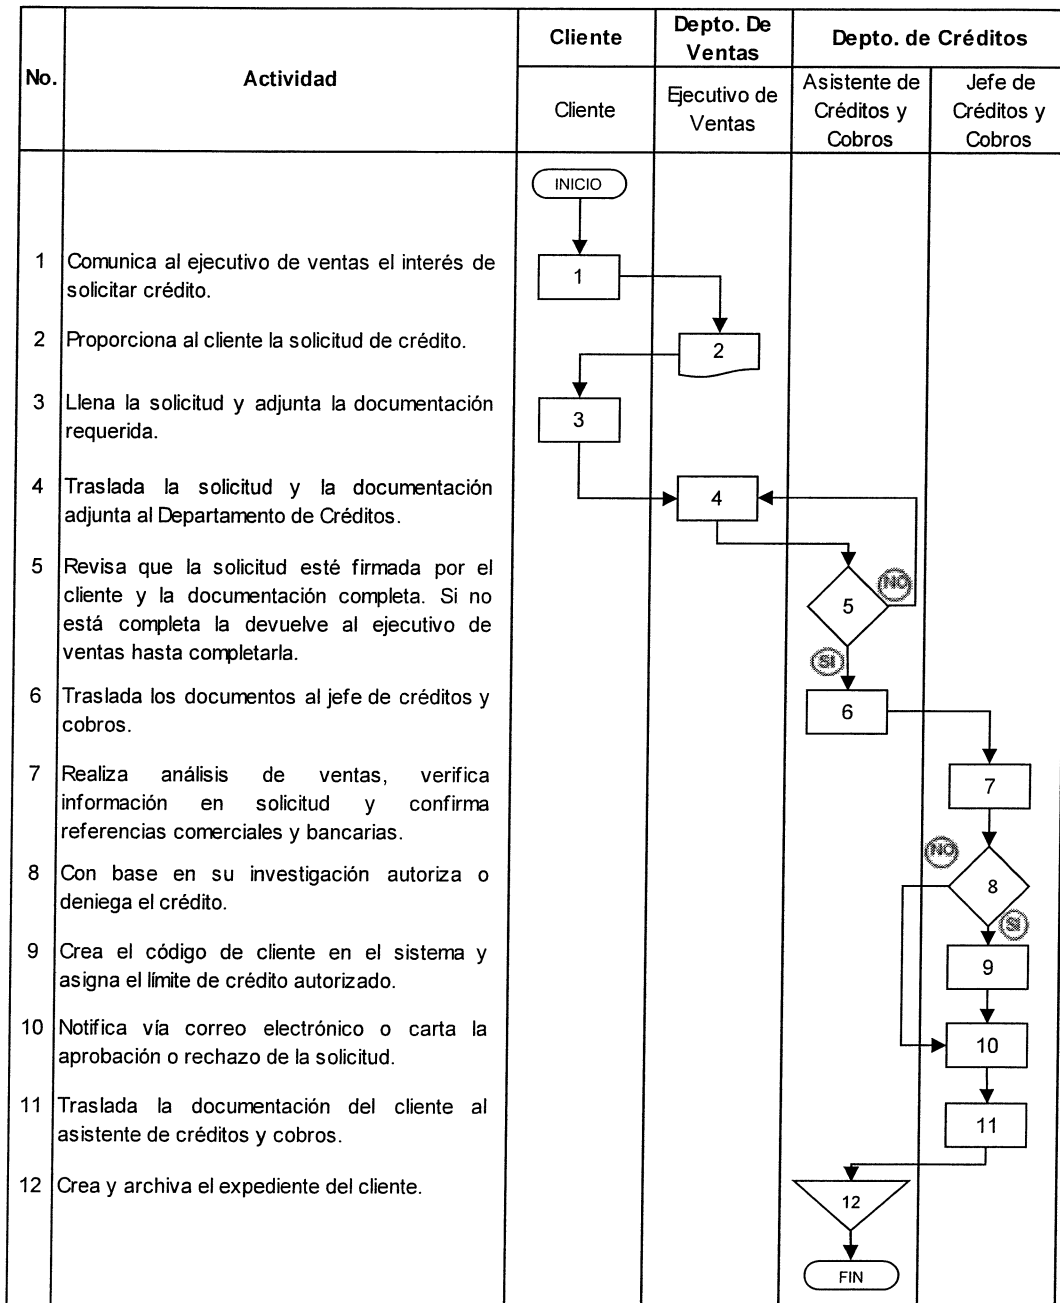 No.
Actividad
Cliente
Depto. De
Ventas
Depto. de Créditos
Cliente
Ejecutivo de
Ventas
Asistente de
Créditos y
Cobros
Jefe de
Créditos y
Cobros
INICIO
1 Comunica al ejecutivo de ventas el interés de
solicitar crédito.
1
2 Proporciona al cliente la solicitud de crédito.
2
3 Llena la solicitud y adjunta la documentación
requerida.
3
4 Traslada la solicitud y la documentación
adjunta al Departamento de Créditos.
4
5 Revisa que la solicitud esté firmada por el
cliente y la documentación completa. Si no
está completa la devuelve al ejecutivo de
ventas hasta completarla.
NO
5
SI
6 Traslada los documentos al jefe de créditos y
cobros.
6
7 Realiza análisis de ventas, verifica
información en solicitud y confirma
referencias comerciales y bancarias.
7
8 Con base en su investigación autoriza o
deniega el crédito.
NO
8
SI
9 Crea el código de cliente en el sistema y
asigna el límite de crédito autorizado.
9
10 Notifica vía correo electrónico o carta la
aprobación o rechazo de la solicitud.
10
11 Traslada la documentación del cliente al
asistente de créditos y cobros.
11
12 Crea y archiva el expediente del cliente.
12
FIN